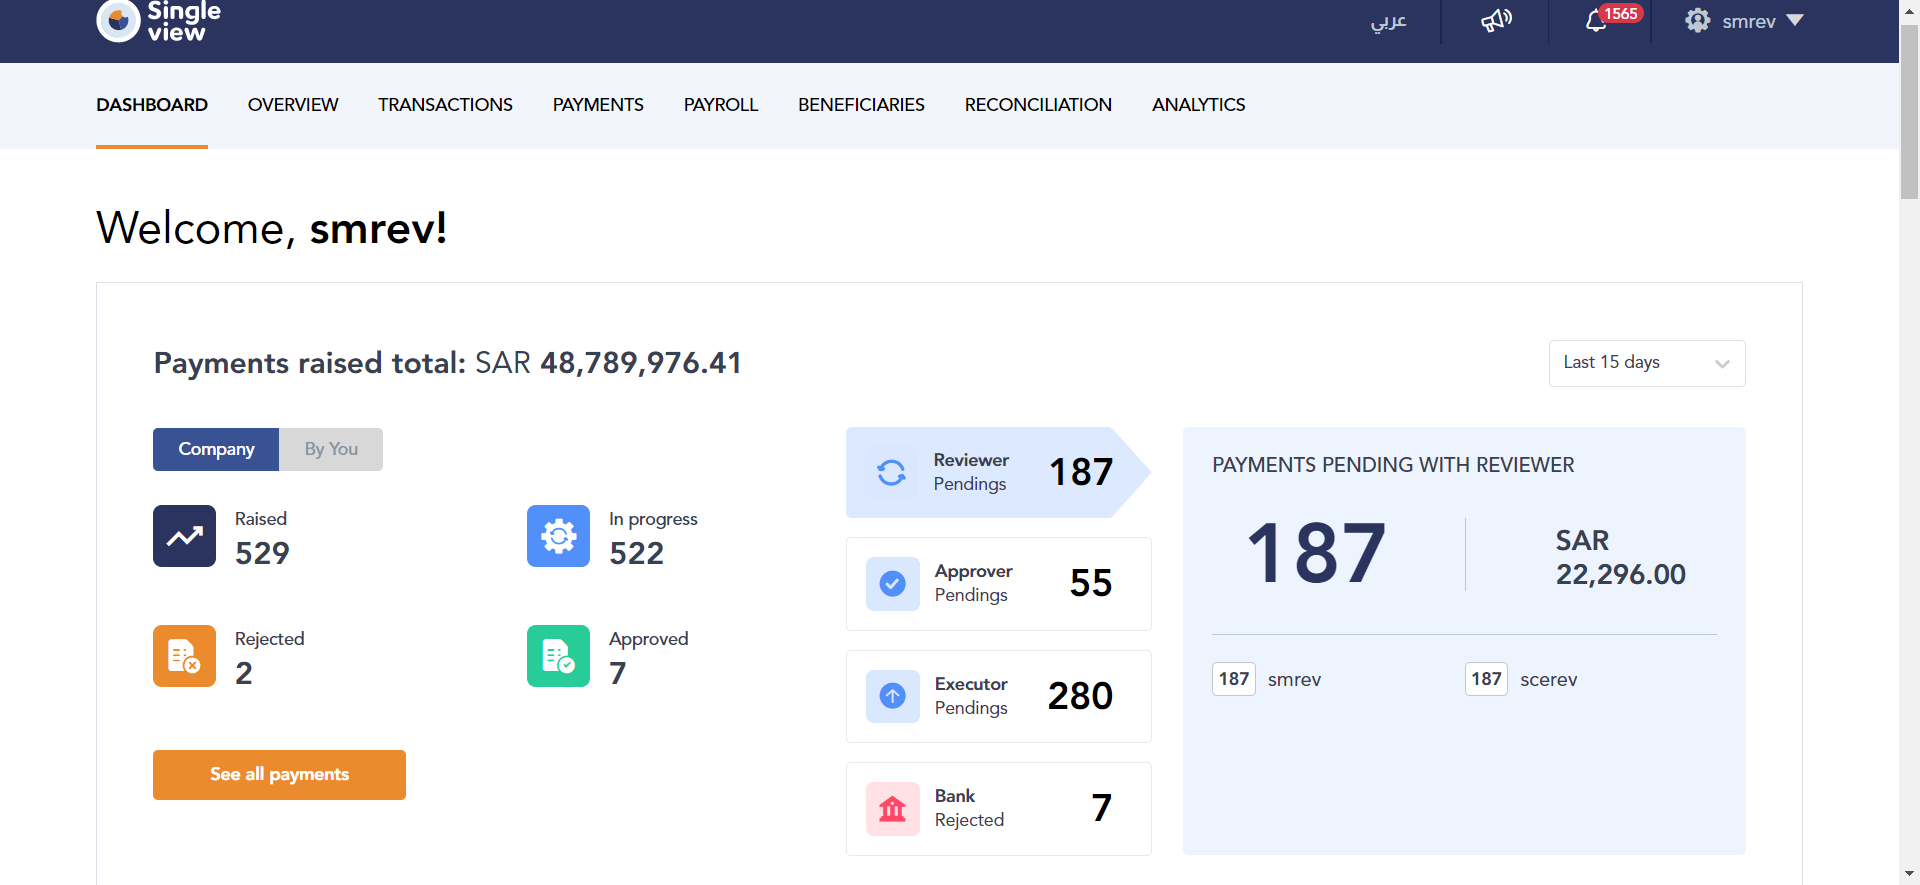 Single
view
عربي
1565
smrev
DASHBOARD
OVERVIEW
TRANSACTIONS
PAYMENTS
PAYROLL
BENEFICIARIES
RECONCILIATION
ANALYTICS
Welcome, smrev!
Payments raised total: SAR 48,789,976.41
Last 15 days
Company
By You
Raised
529
In progress
522
Rejected
2
Approved
7
See all payments
Reviewer
Pendings
187
Approver
Pendings
55
Executor
Pendings
280
Bank
Rejected
7
PAYMENTS PENDING WITH REVIEWER
187
SAR
22,296.00
187 smrev
187 scerev